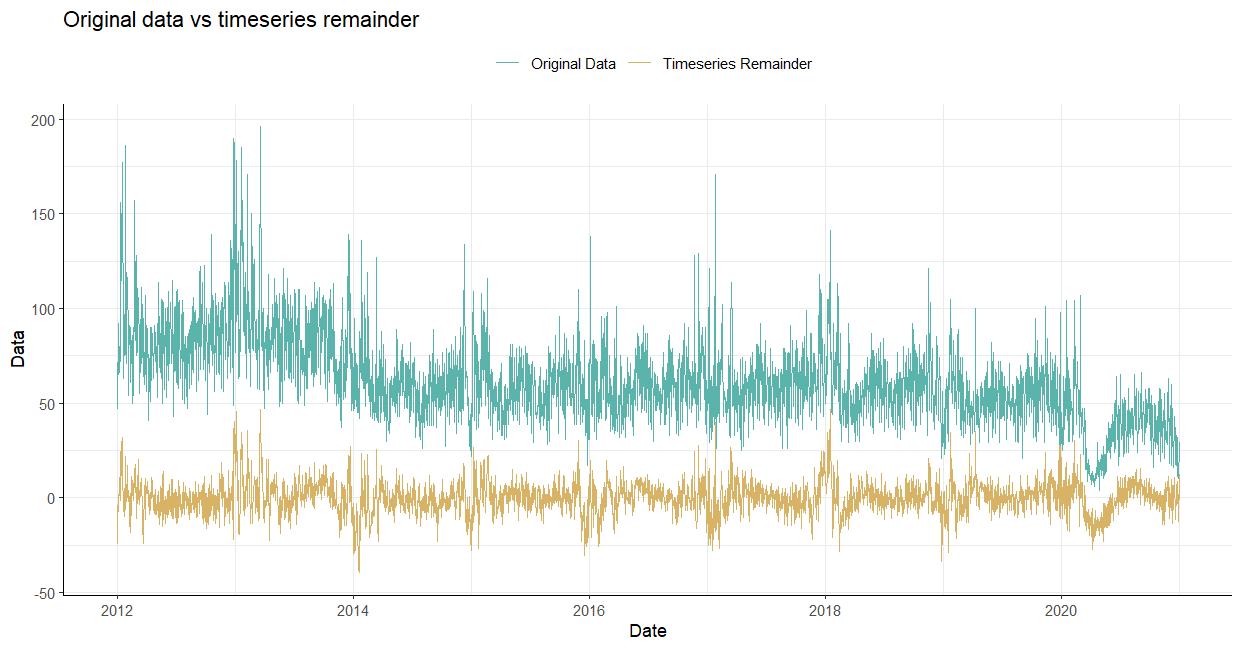 Original data vs timeseries remainder
Original Data Timeseries Remainder
200
150
100
50
0
-50
Data
2012 2014 2016 2018 2020
Date